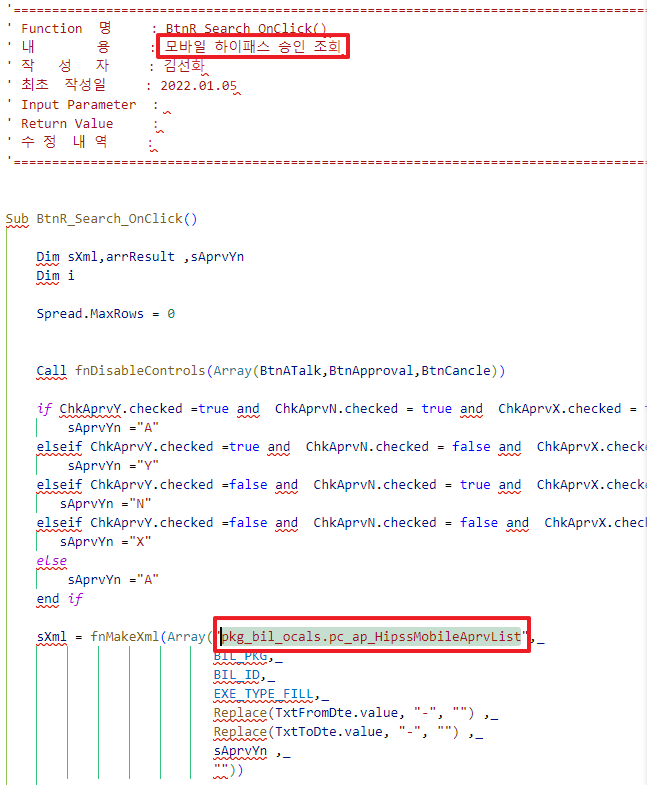 '==================================================================================
' Function 명 : BtnR_Search_OnClick()
' 내 용 : 모바일 하이패스 승인 조회
' 작 성 자 : 김선화
' 최초 작성일 : 2022.01.05
' Input Parameter :
' Return Value :
' 수 정 내 역 :
'==================================================================================
Sub BtnR_Search_OnClick()
Dim sXml,arrResult ,sAprvYn
Dim i
Spread.MaxRows = 0
Call fnDisableControls(Array(BtnATalk,BtnApproval,BtnCancle))
if ChkAprvY.checked =true and ChkAprvN.checked = true and ChkAprvX.checked =
sAprvYn ="A"
elseif ChkAprvY.checked =true and ChkAprvN.checked = false and ChkAprvX.checke
sAprvYn ="Y"
elseif ChkAprvY.checked =false and ChkAprvN.checked = true and ChkAprvX.checke
sAprvYn ="N"
elseif ChkAprvY.checked =false and ChkAprvN.checked = false and ChkAprvX.check
sAprvYn ="X"
else
sAprvYn ="A"
end if
sXml = fnMakeXml(Array("pkg_bil_ocals.pc_ap_HipssMobileAprvList",_
BIL_PKG,_
BIL_ID,_
EXE_TYPE_FILL,_
Replace(TxtFromDte.value, "-", "") ,_
Replace(TxtToDte.value, "-", "") ,_
sAprvYn ,_
""))